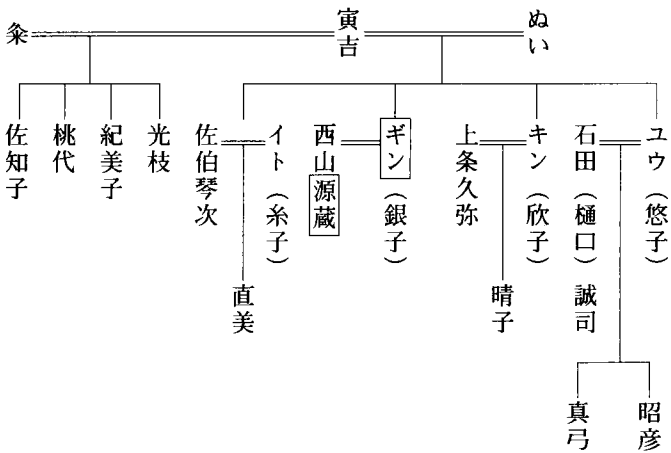 ぬい
寅吉
粂
ユウ（悠子）
石田（樋口）誠司
キン（欣子）
上条久弥
ギン（銀子）
西山源蔵
イト（糸子）
佐伯琴次
光枝
紀美子
桃代
佐知子
昭彦
真弓
晴子
直美